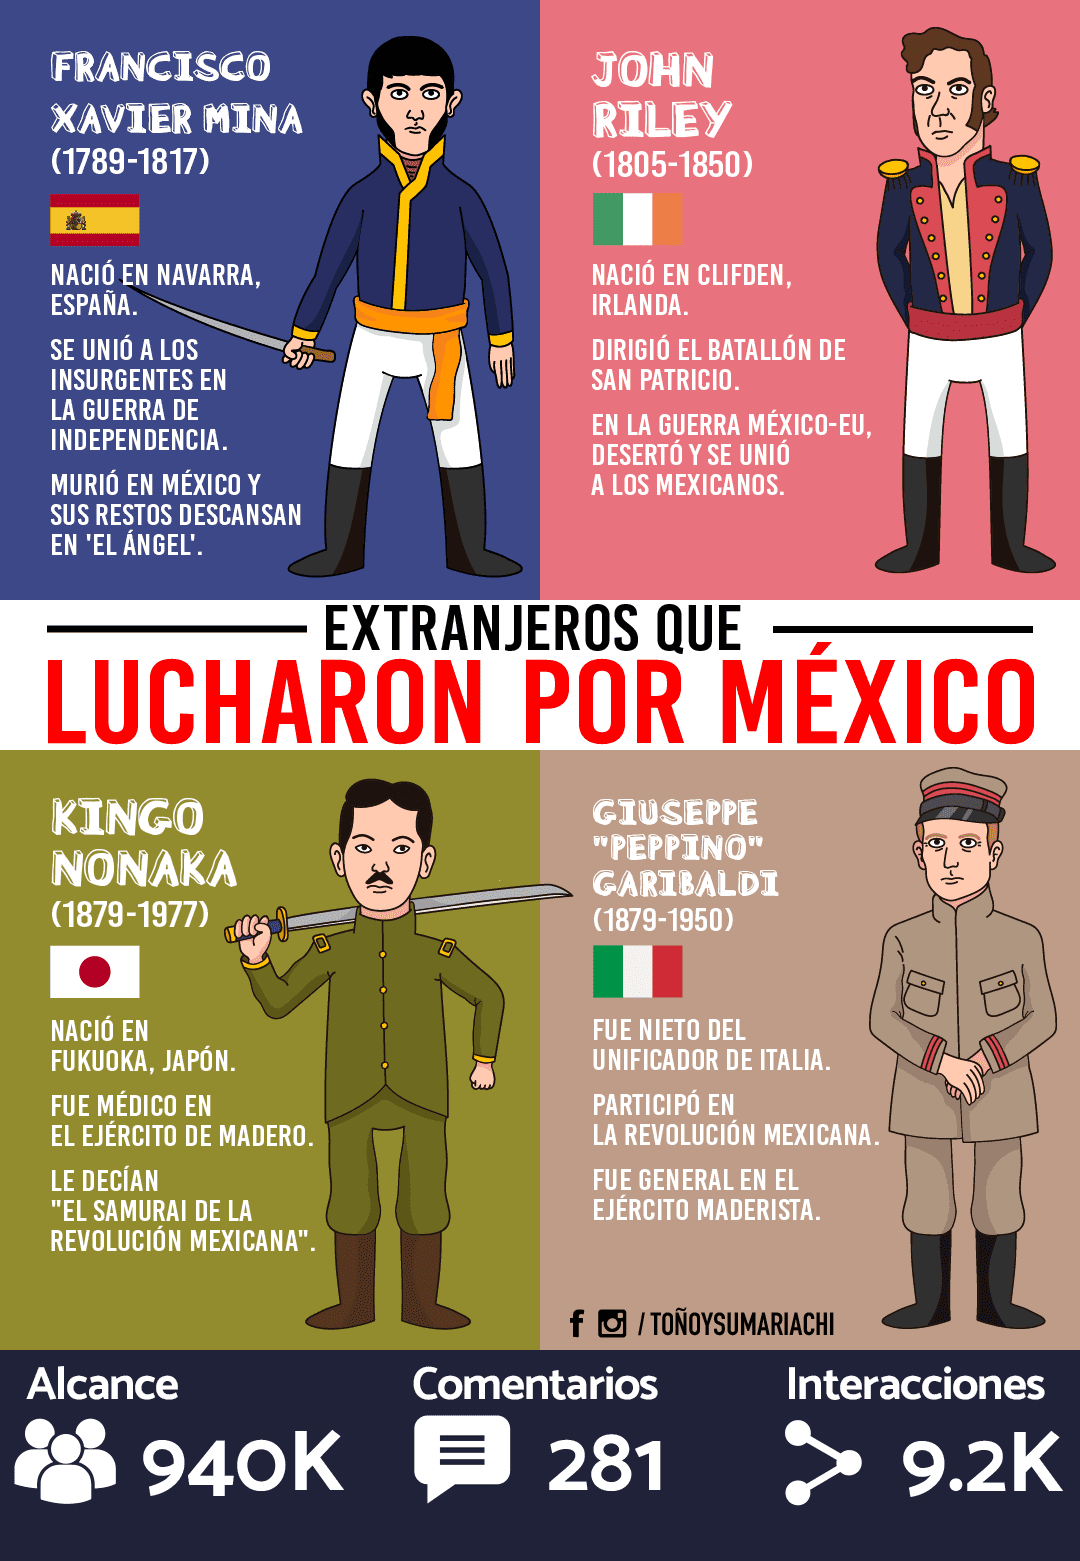 FRANCISCO
XAVIER MINA
(1789-1817)
NACIÓ EN NAVARRA,
ESPAÑA.
SE UNIÓ A LOS
INSURGENTES EN
LA GUERRA DE
INDEPENDENCIA.
MURIÓ EN MÉXICO Y
SUS RESTOS DESCANSAN
EN 'EL ÁNGEL'.
JOHN
RILEY
(1805-1850)
NACIÓ EN CLIFDEN,
IRLANDA.
DIRIGIÓ EL BATALLÓN DE
SAN PATRICIO.
EN LA GUERRA MÉXICO-EU,
DESERTÓ Y SE UNIÓ
A LOS MEXICANOS.
EXTRANJEROS QUE
LUCHARON POR MÉXICO
KINGO
NONAKA
(1879-1977)
NACIÓ EN
FUKUOKA, JAPÓN.
FUE MÉDICO EN
EL EJÉRCITO DE MADERO.
LE DECÍAN
"EL SAMURAI DE LA
REVOLUCIÓN MEXICANA".
GIUSEPPE
"PEPPINO"
GARIBALDI
(1879-1950)
FUE NIETO DEL
UNIFICADOR DE ITALIA.
PARTICIPÓ EN
LA REVOLUCIÓN MEXICANA.
FUE GENERAL EN EL
EJÉRCITO MADERISTA.
/ TOÑOYSUMARIACHI
Alcance
940K
Comentarios
281
Interacciones
9.2K